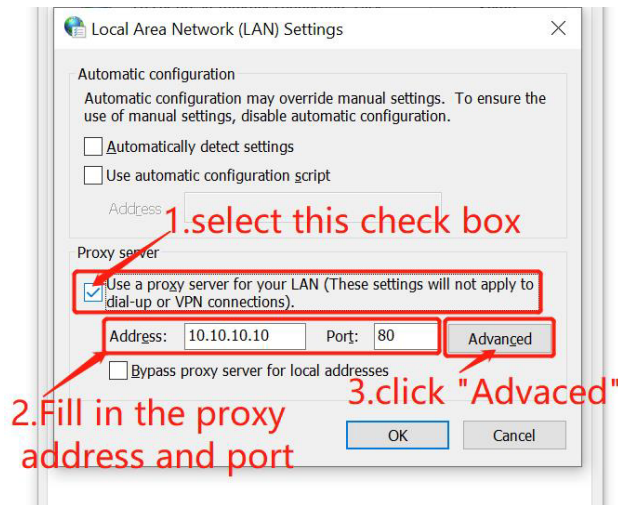 Local Area Network (LAN) Settings
Automatic configuration
Automatic configuration may override manual settings. To ensure the
use of manual settings, disable automatic configuration.
Automatically detect settings
Use automatic configuration script
Address
1.select this check box
Proxy server
Use a proxy server for your LAN (These settings will not apply to
dial-up or VPN connections).
Address: 10.10.10.10 Port: 80 Advanced
Bypass proxy server for local addresses
3.click "Advaced"
2.Fill in the proxy
address and port
OK Cancel